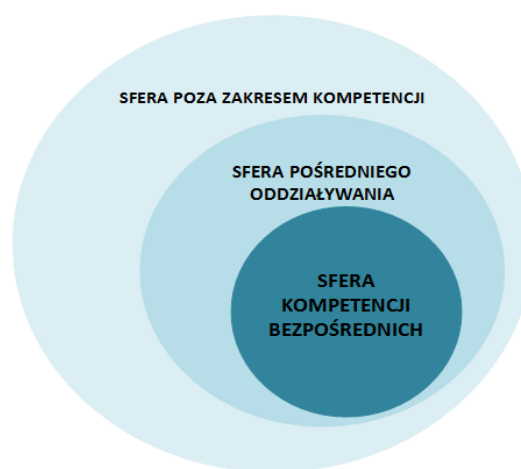 SFERA POZA ZAKRESEM KOMPETENCJI
SFERA POŚREDNIEGO
ODDZIAŁYWANIA
SFERA
KOMPETENCJI
BEZPOŚREDNICH